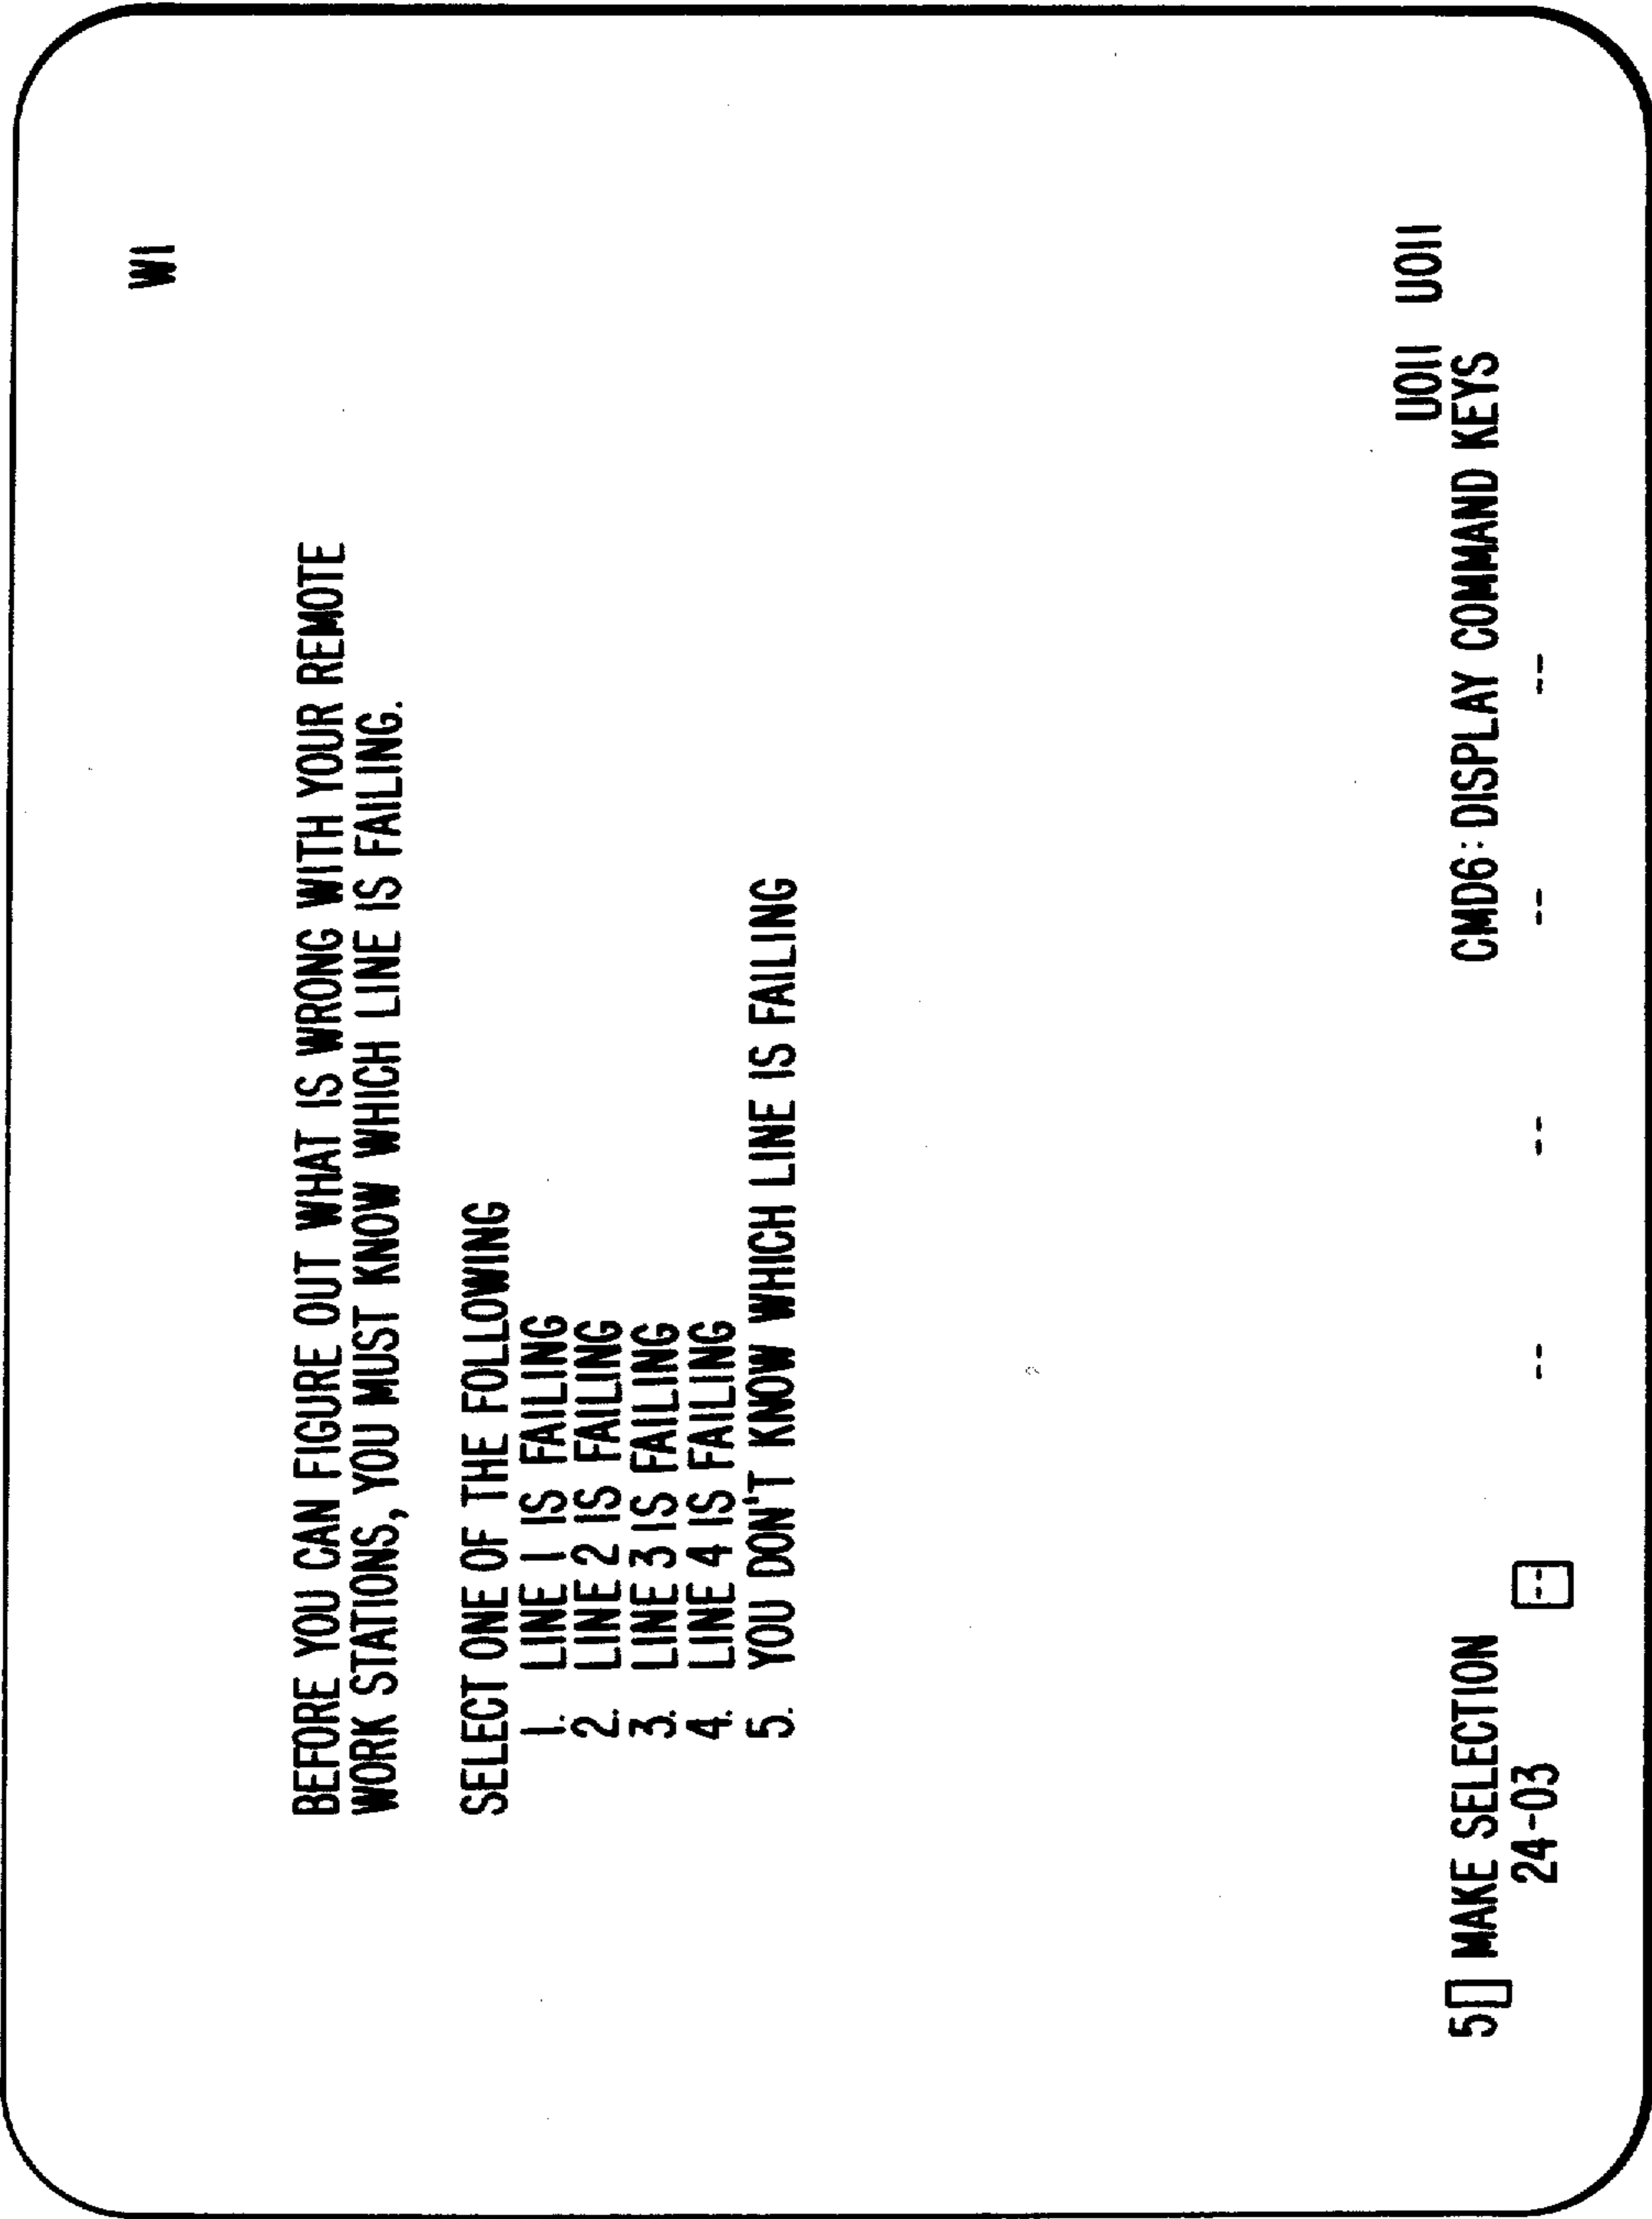 W1
BEFORE YOU CAN FIGURE OUT WHAT IS WRONG WITH YOUR REMOTE
WORK STATIONS, YOU MUST KNOW WHICH LINE IS FAILING.
SELECT ONE OF THE FOLLOWING
1. LINE 1 IS FAILING
2. LINE 2 IS FAILING
3. LINE 3 IS FAILING
4. LINE 4 IS FAILING
5. YOU DON'T KNOW WHICH LINE IS FAILING
U011 U011
5 MAKE SELECTION CMD6: DISPLAY COMMAND KEYS
24-03 -- -- -- -- --